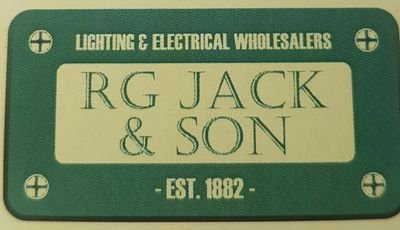 LIGHTING & ELECTRICAL WHOLESALERS
RG JACK
& SON
- EST. 1882 -